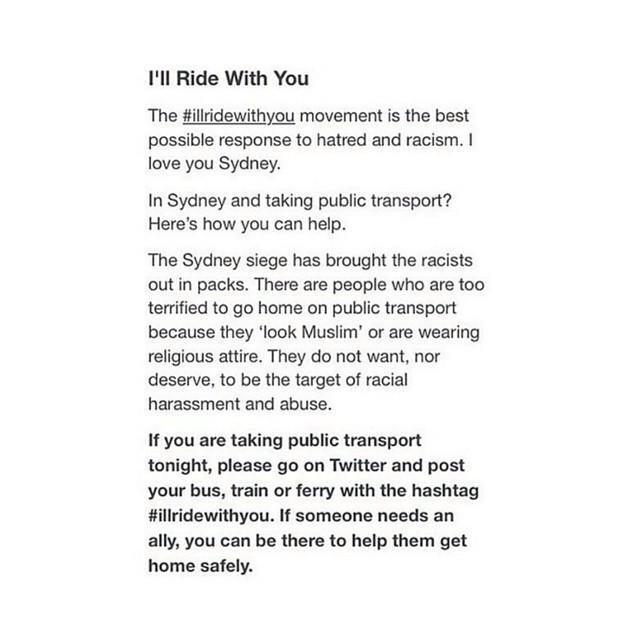 I'll Ride With You
The #illridewithyou movement is the best
possible response to hatred and racism. I
love you Sydney.
In Sydney and taking public transport?
Here’s how you can help.
The Sydney siege has brought the racists
out in packs. There are people who are too
terrified to go home on public transport
because they ‘look Muslim’ or are wearing
religious attire. They do not want, nor
deserve, to be the target of racial
harassment and abuse.
If you are taking public transport
tonight, please go on Twitter and post
your bus, train or ferry with the hashtag
#illridewithyou. If someone needs an
ally, you can be there to help them get
home safely.